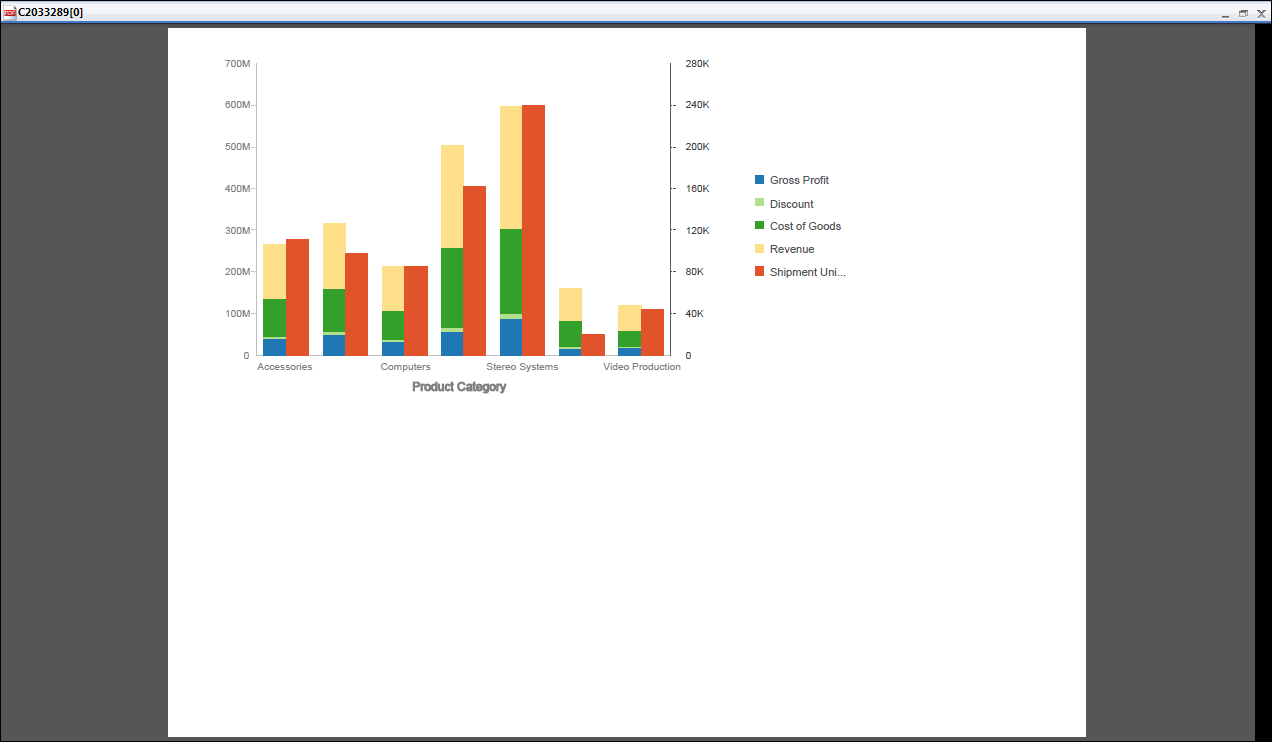 C2033289[0]
700M
600M
500M
400M
300M
200M
100M
0
280K
240K
200K
160K
120K
80K
40K
0
Accessories Computers Stereo Systems Video Production
Product Category
Gross Profit
Discount
Cost of Goods
Revenue
Shipment Uni...